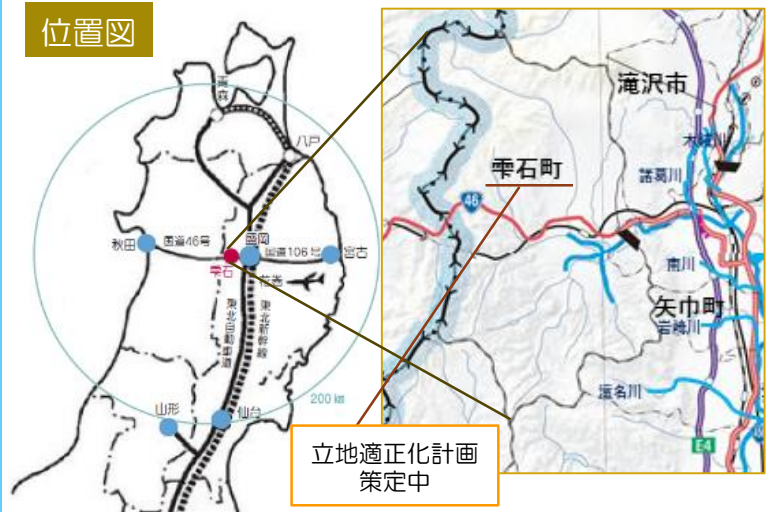 位置図
青森
八戸
秋田
国道46号
盛岡
国道106号
宮古
雫石
花巻
東北自動車道
東北新幹線
200㎞
山形
仙台
滝沢市
木賊川
雫石町
諸葛川
46
南川
矢巾町
岩崎川
E4
立地適正化計画
策定中